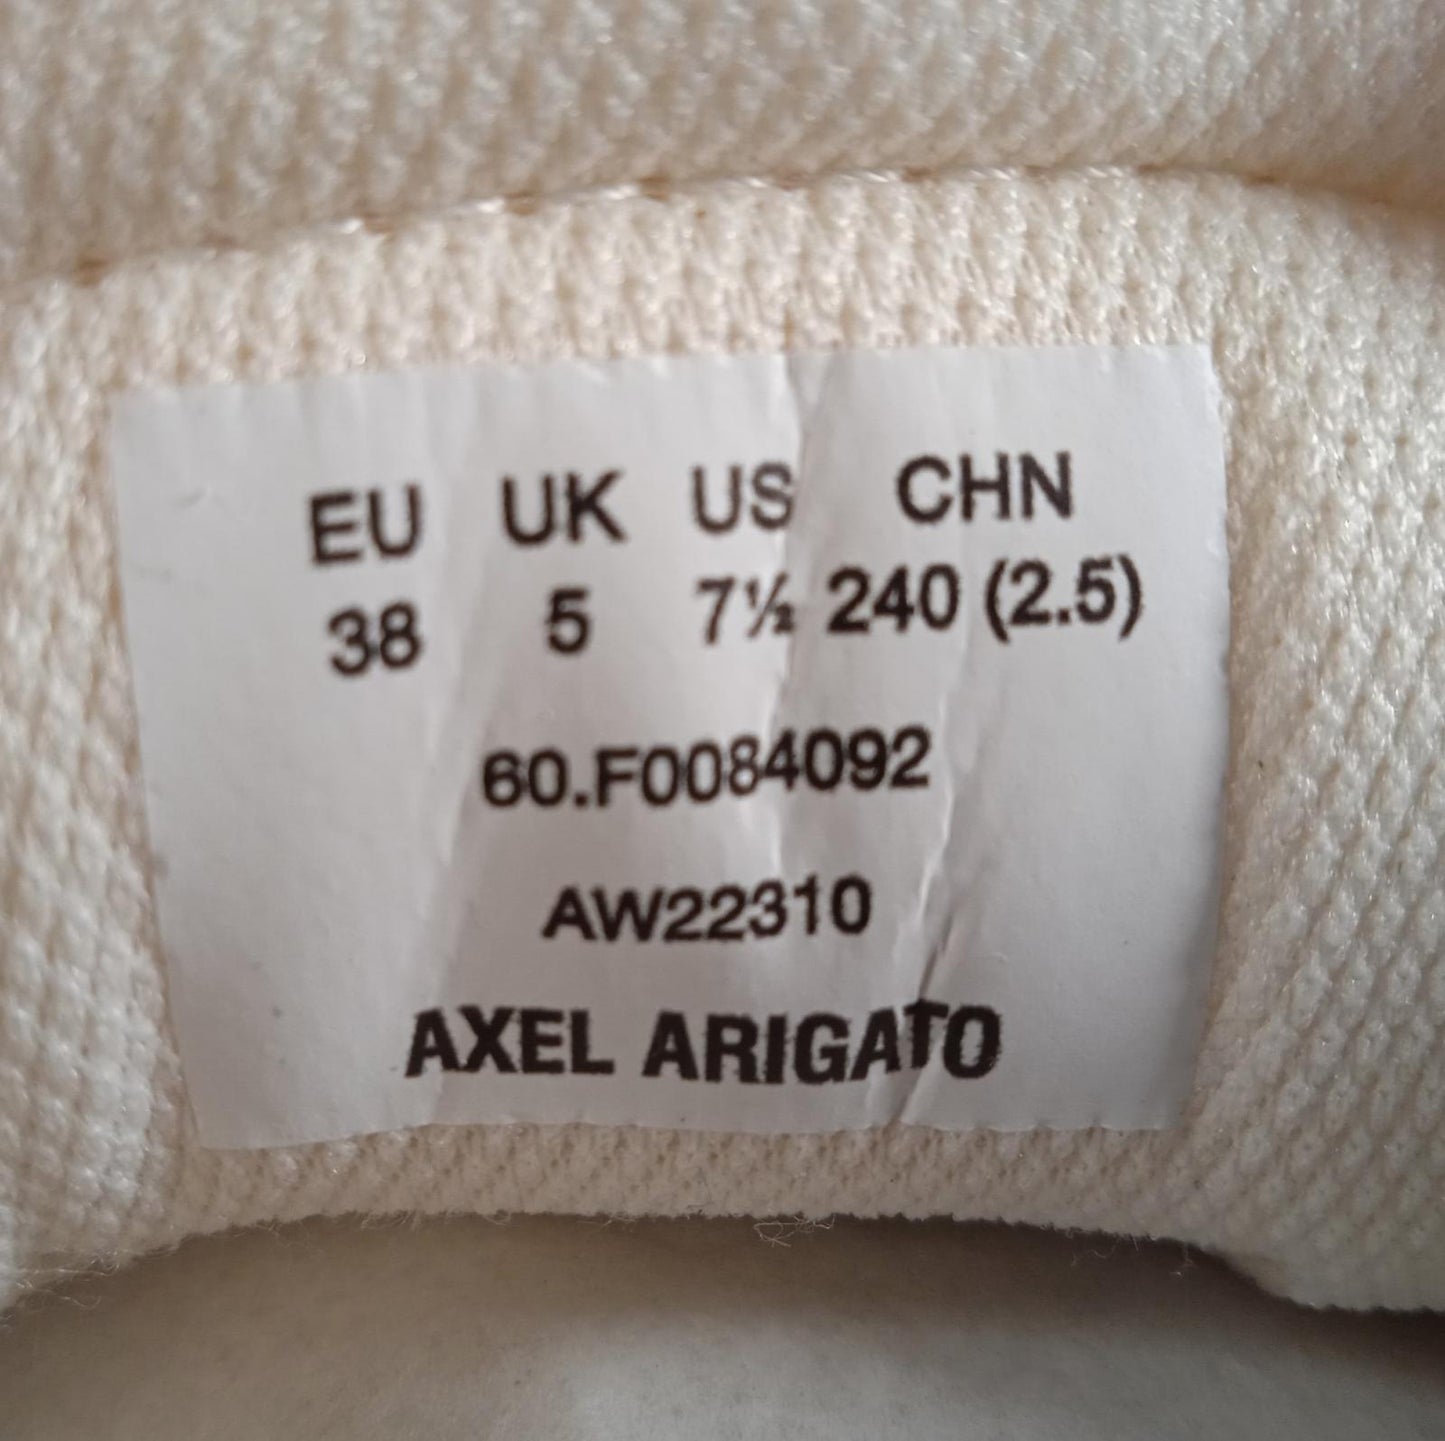 EU UK US CHN
38 5 7½ 240 (2.5)
60.F0084092
AW22310
AXEL ARIGATO